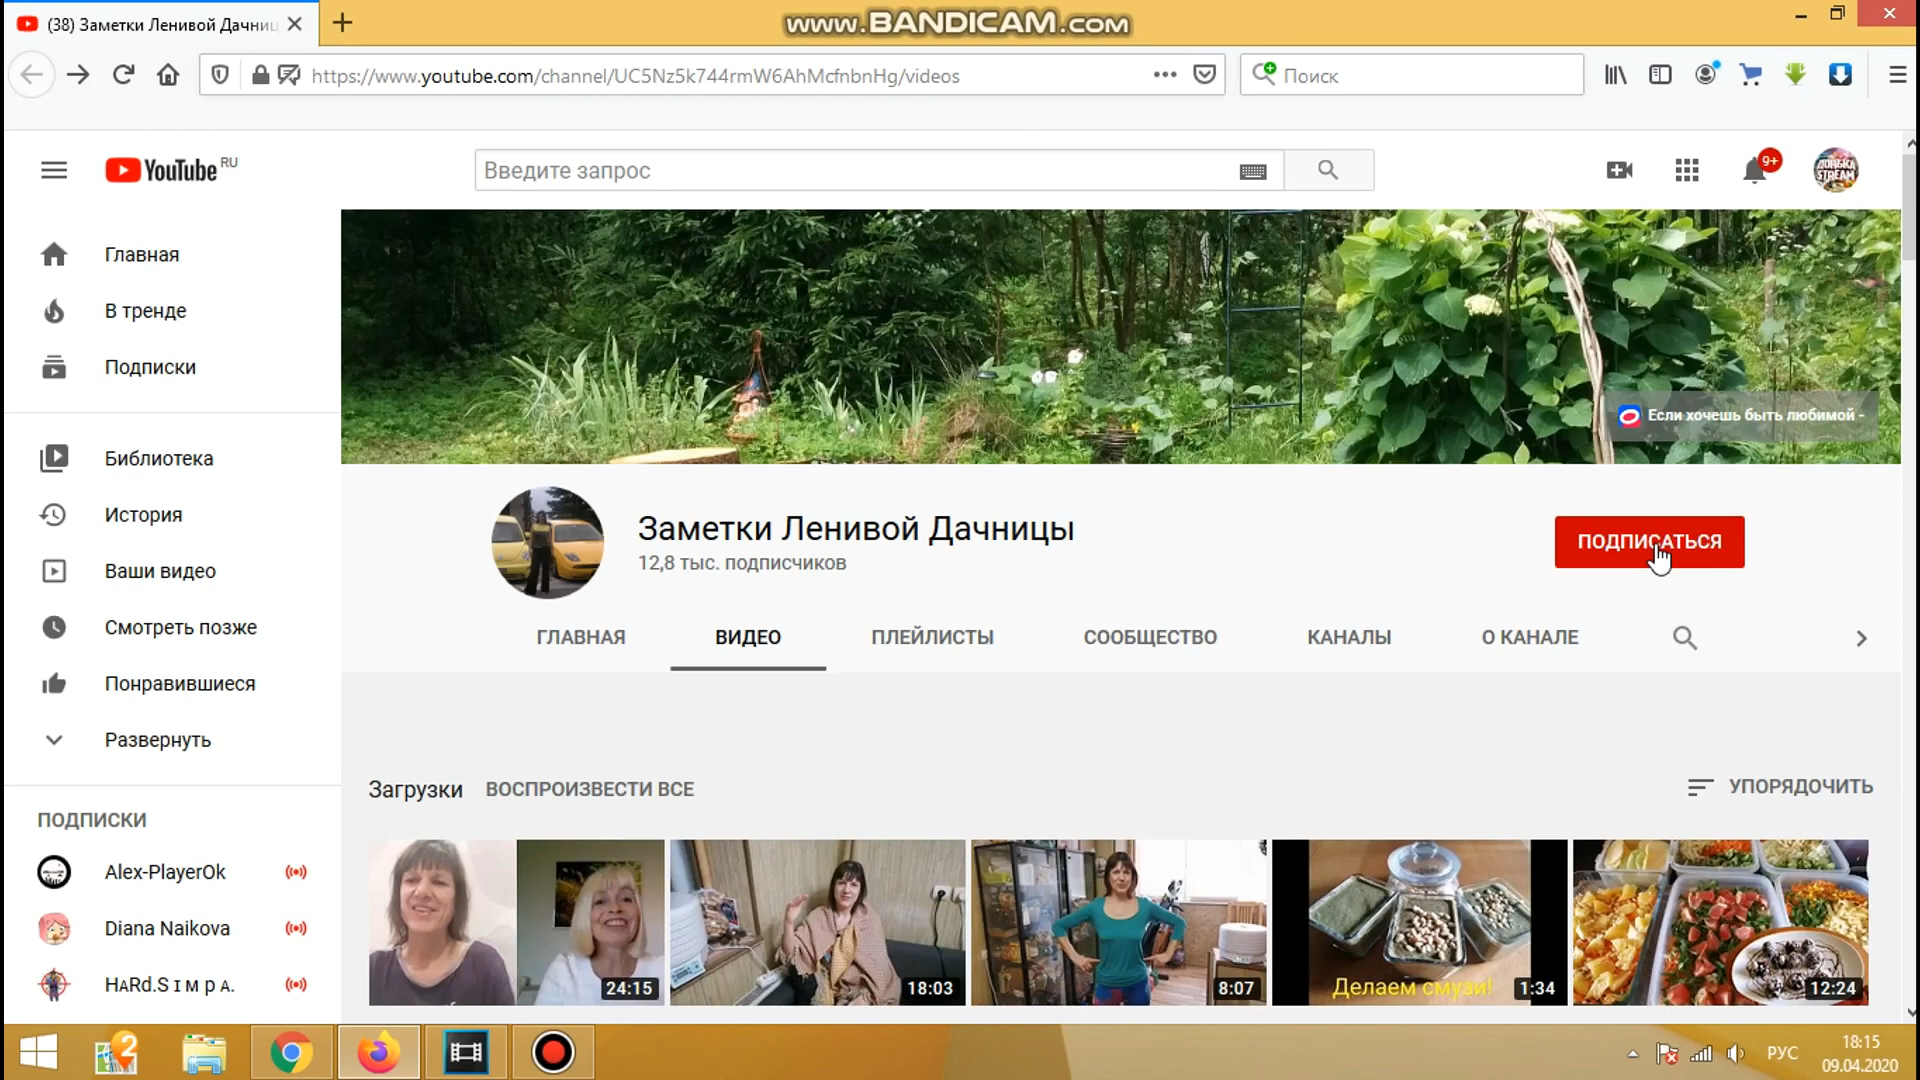 (38) Заметки Ленивой Дачниц
www.BANDICAM.com
https://www.youtube.com/channel/UC5Nz5k744rmW6AhMcfnbnHg/videos
Поиск
YouTube RU
Введите запрос
9+
ДОНЬКА
STREAM
Главная
В тренде
Подписки
Библиотека
История
Ваши видео
Смотреть позже
Понравившиеся
Развернуть
ПОДПИСКИ
Alex-PlayerOk
Diana Naikova
HᴀRd.S ɪ ᴍ p ᴀ.
Если хочешь быть любимой -
Заметки Ленивой Дачницы
12,8 тыс. подписчиков
ПОДПИСАТЬСЯ
ГЛАВНАЯ
ВИДЕО
ПЛЕЙЛИСТЫ
СООБЩЕСТВО
КАНАЛЫ
О КАНАЛЕ
Загрузки
ВОСПРОИЗВЕСТИ ВСЕ
УПОРЯДОЧИТЬ
24:15
18:03
8:07
Делаем смузи!
1:34
12:24
2
РУС
18:15
09.04.2020